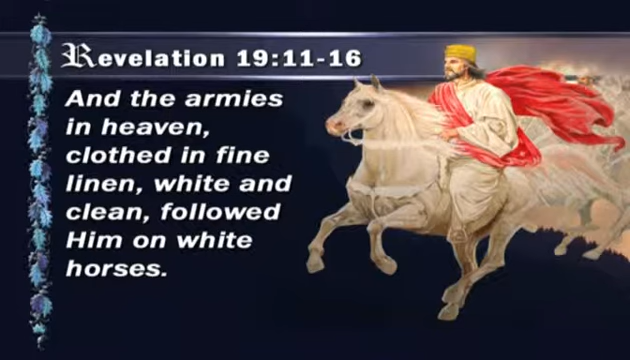 Revelation 19:11-16
And the armies
in heaven,
clothed in fine
linen, white and
clean, followed
Him on white
horses.